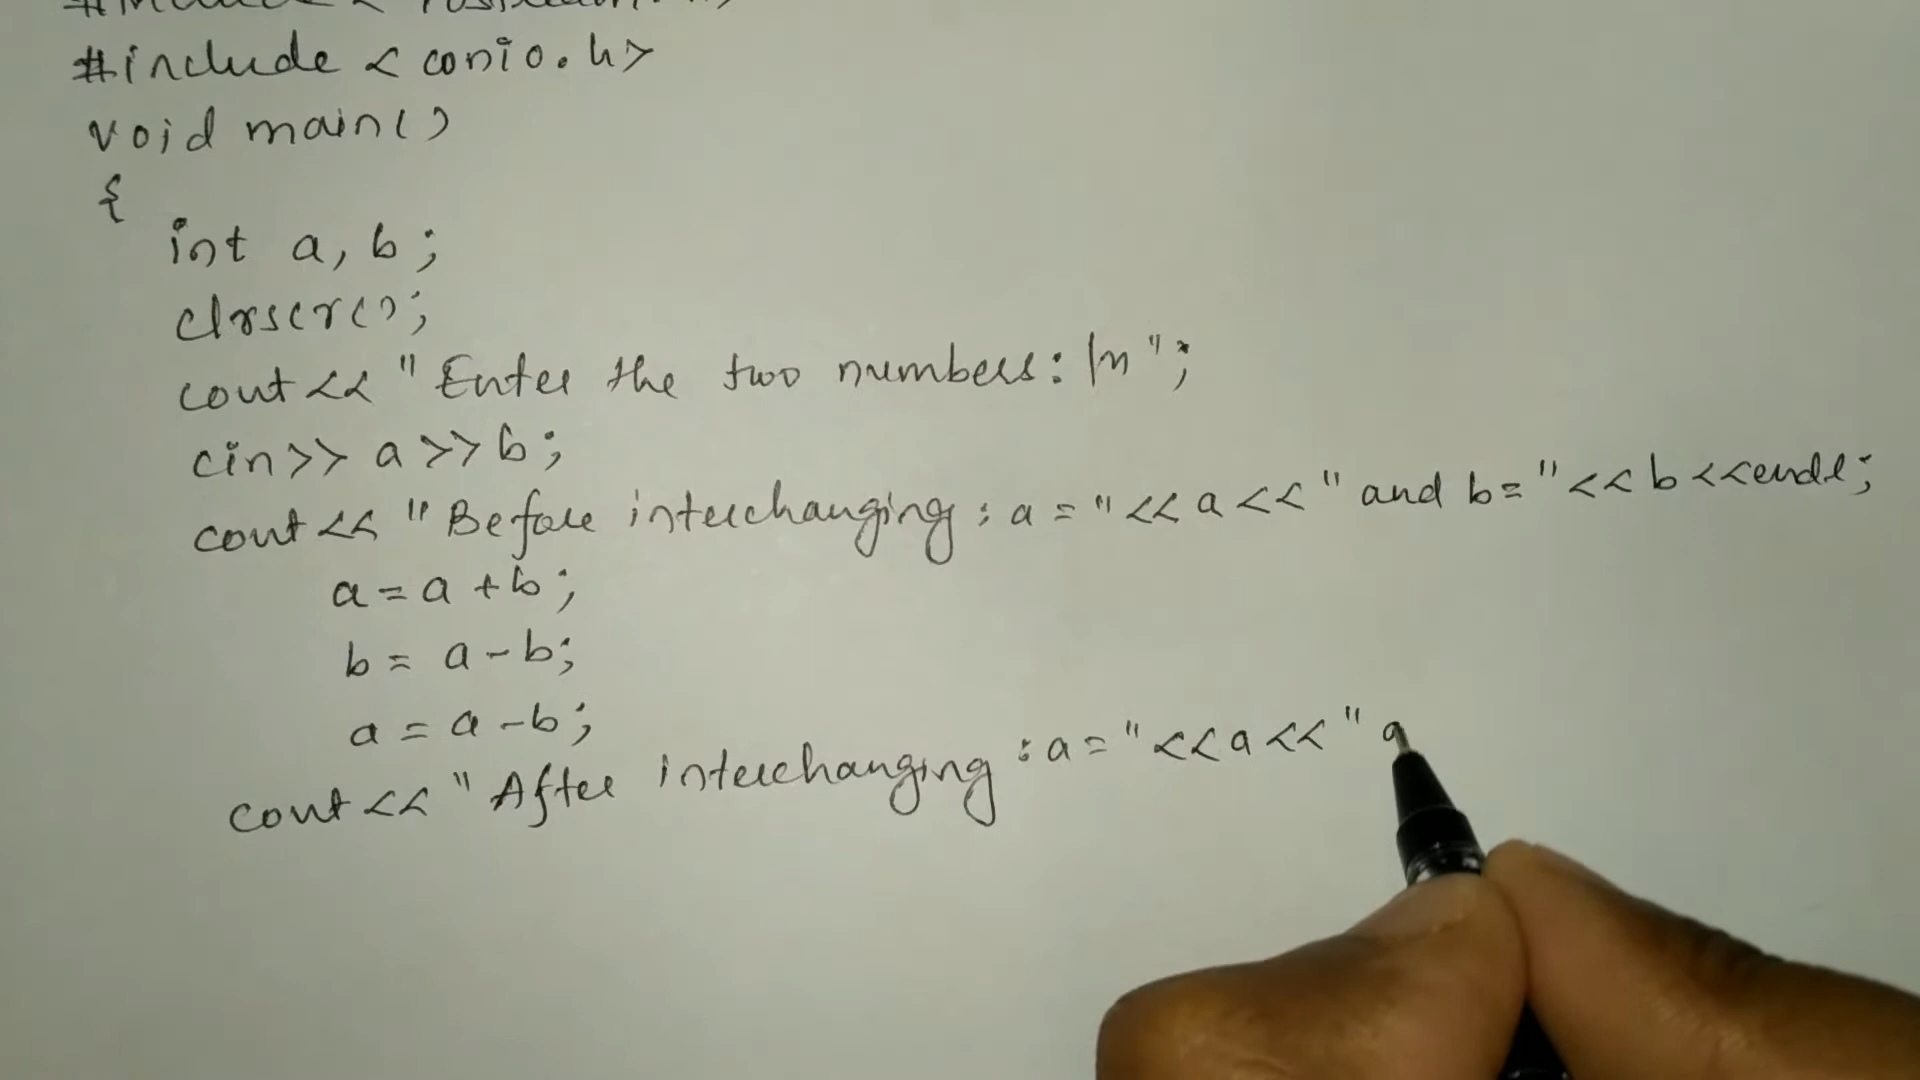 #include <
#include < conio.h>
void main()
{
int a, b;
clrscr();
cout << "Enter the two numbers: \n";
cin>> a >> b;
cout << "Before interchanging : a = " << a << " and b = " << b << endl;
a = a + b;
b = a - b;
a = a - b;
cout << "After interchanging : a = " << a << " a